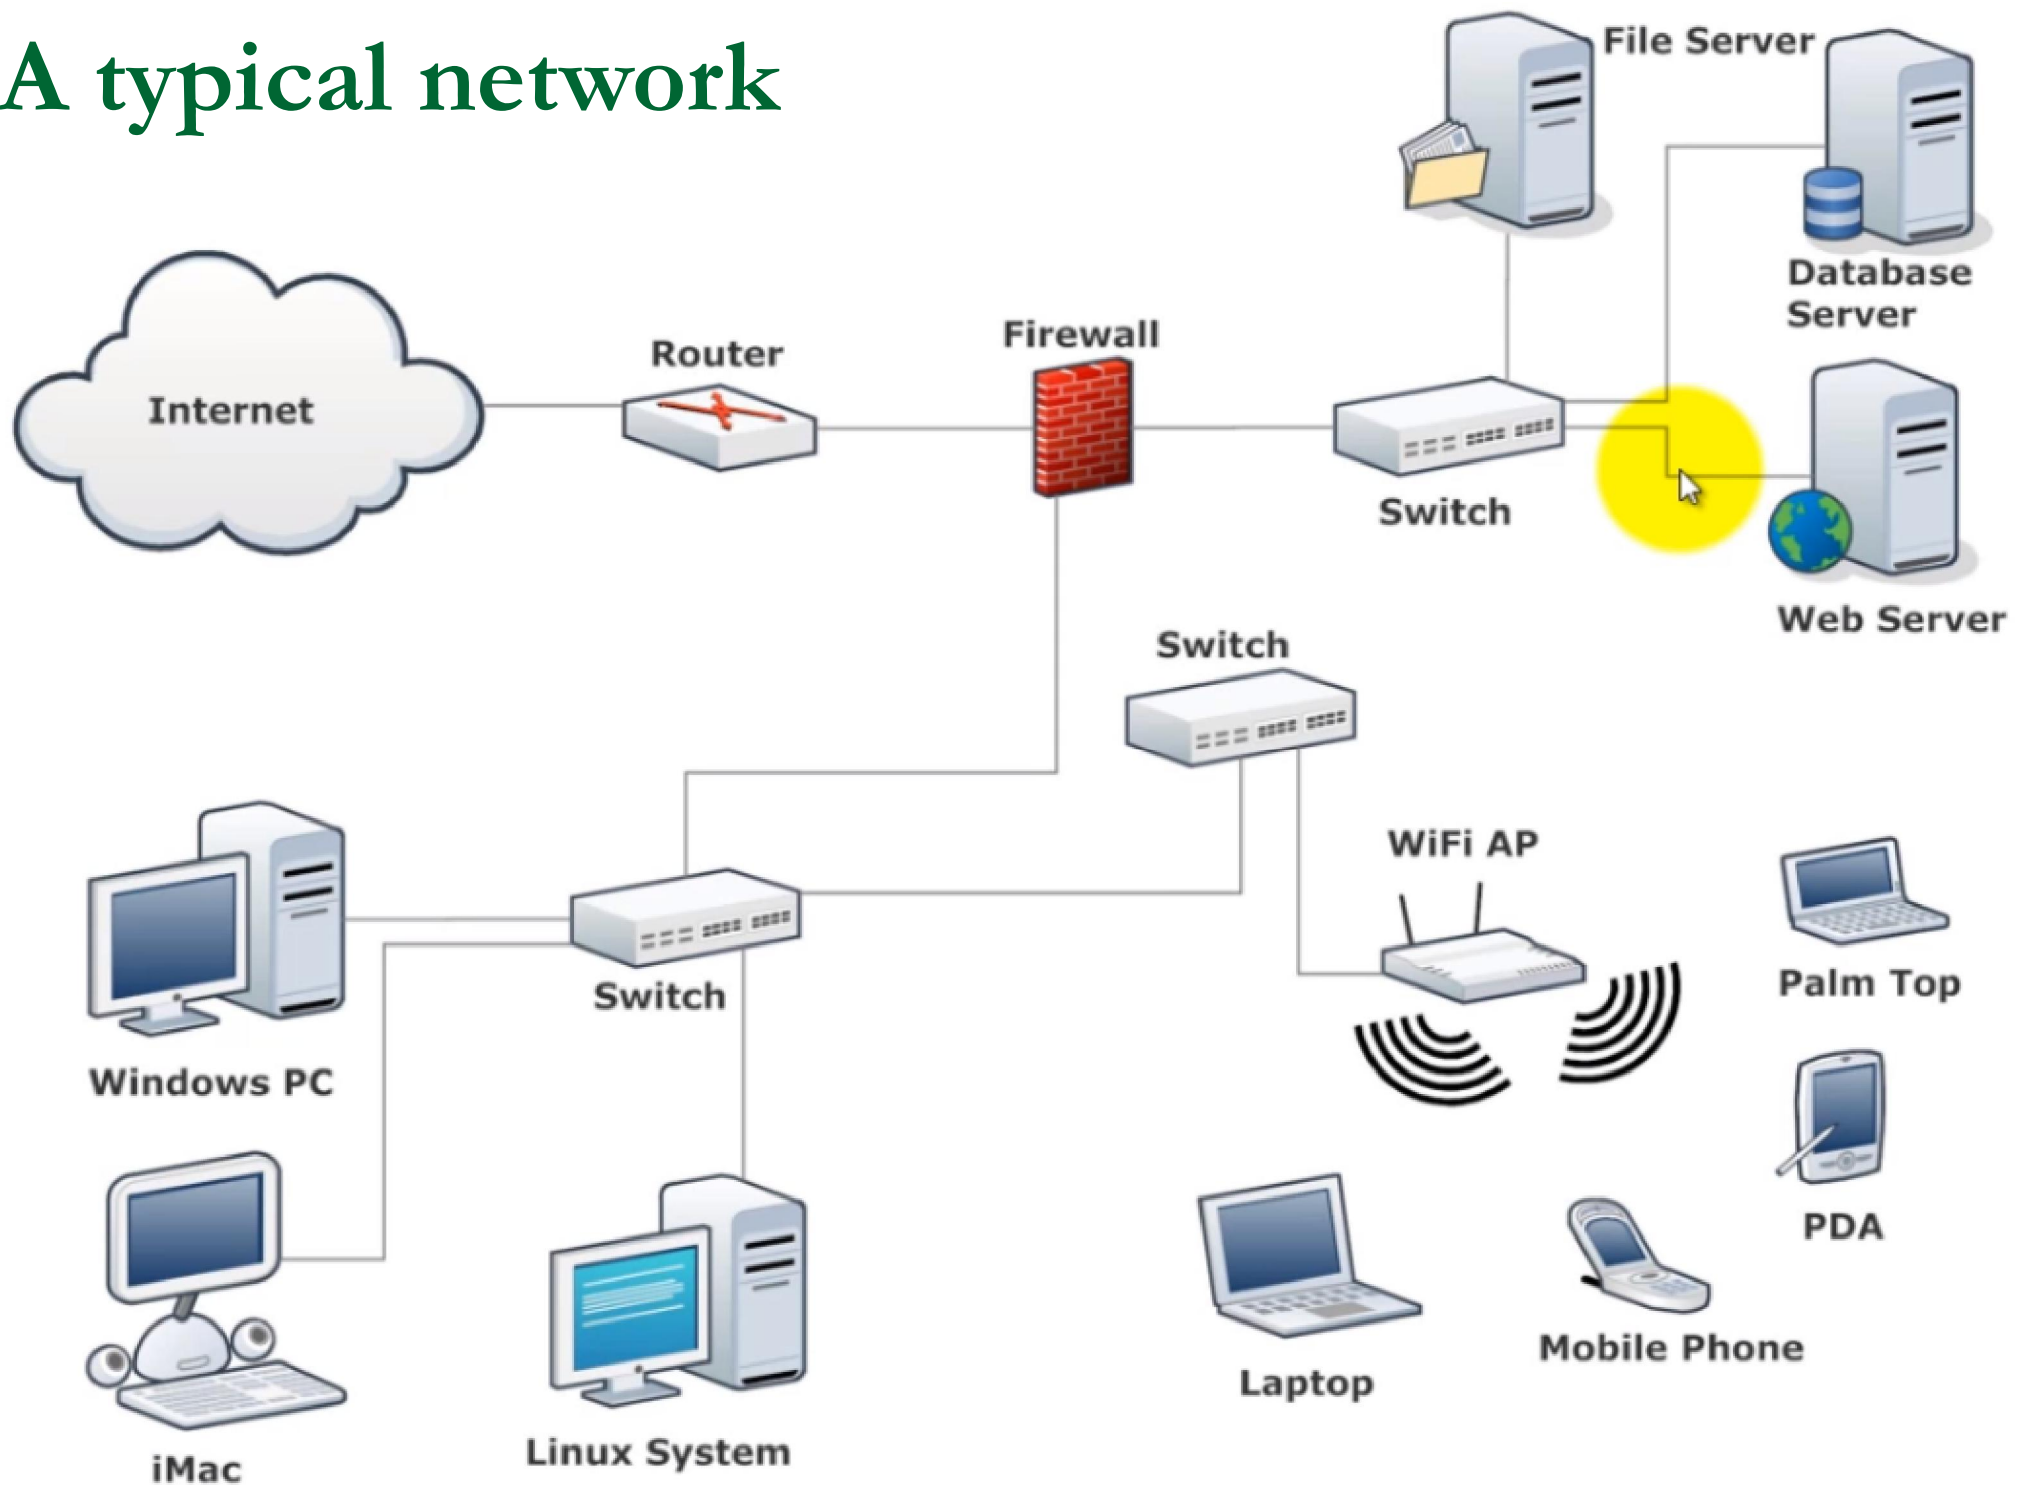 A typical network
File Server
Database
Server
Internet
Router
Firewall
Switch
Web Server
Switch
WiFi AP
Palm Top
Switch
Windows PC
PDA
Mobile Phone
Laptop
Linux System
iMac